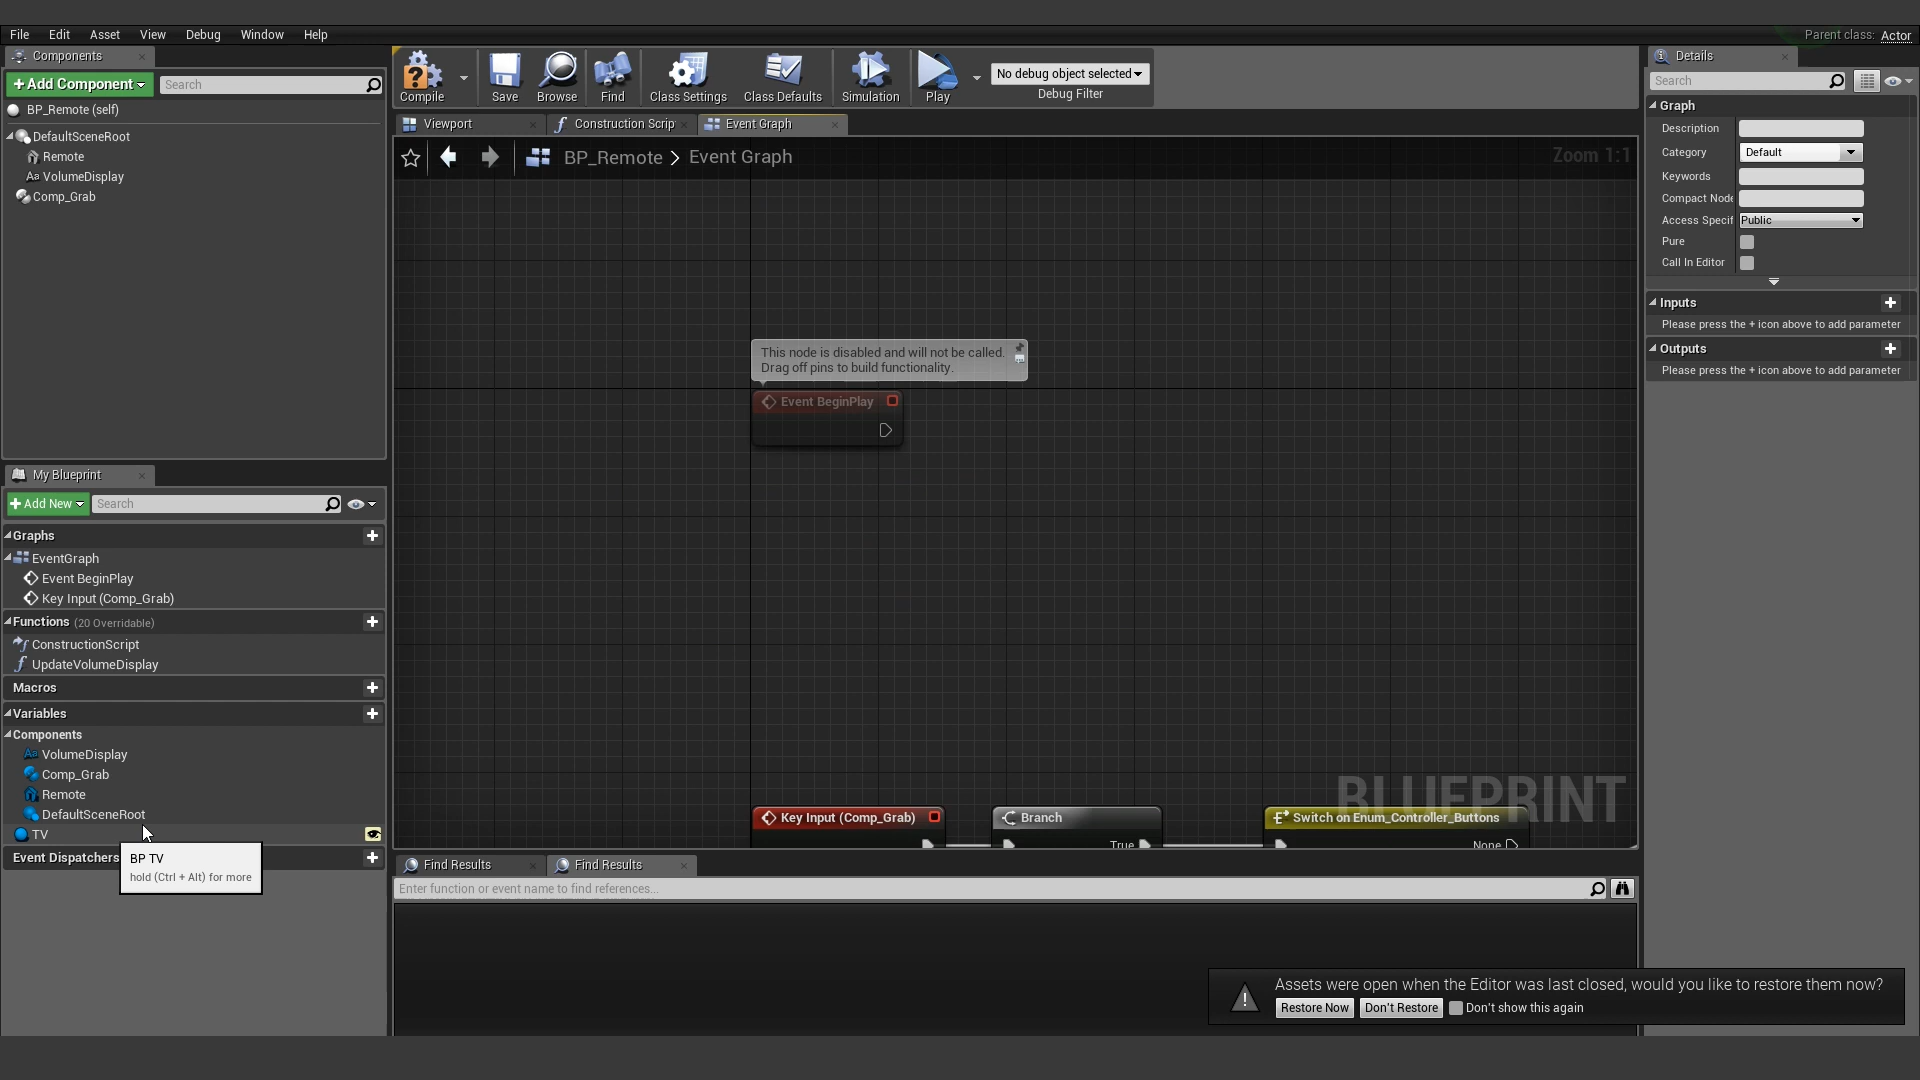 File Edit Asset View Debug Window Help
Parent class: Actor
Components
+ Add Component
Search
BP_Remote (self)
DefaultSceneRoot
Remote
VolumeDisplay
Comp_Grab
My Blueprint
+ Add New
Search
Graphs
EventGraph
Event BeginPlay
Key Input (Comp_Grab)
Functions (20 Overridable)
ConstructionScript
UpdateVolumeDisplay
Macros
Variables
Components
VolumeDisplay
Comp_Grab
Remote
DefaultSceneRoot
TV
Event Dispatchers
BP TV
hold (Ctrl + Alt) for more
Compile Save Browse Find Class Settings Class Defaults Simulation Play
No debug object selected
Debug Filter
Viewport Construction Scrip Event Graph
BP_Remote > Event Graph
Zoom 1:1
This node is disabled and will not be called.
Drag off pins to build functionality.
Event BeginPlay
BLUEPRINT
Key Input (Comp_Grab)
Branch
True
Switch on Enum_Controller_Buttons
None
Find Results Find Results
Enter function or event name to find references...
Details
Search
Graph
Description
Category Default
Keywords
Compact Node
Access Specif Public
Pure
Call In Editor
Inputs
Please press the + icon above to add parameter
Outputs
Please press the + icon above to add parameter
Assets were open when the Editor was last closed, would you like to restore them now?
Restore Now Don't Restore Don't show this again